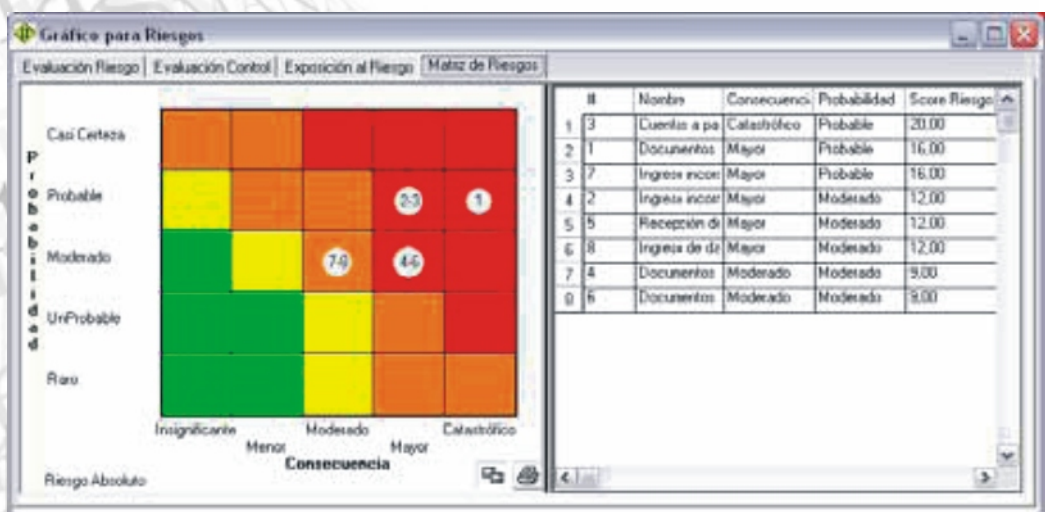 Gráfico para Riesgos
Evaluación Riesgo Evaluación Control Exposición al Riesgo Matriz de Riesgos
Probabilidad
Casi Certeza
Probable 2-3 1
Moderado 7-8 4-6
UnProbable
Raro
Insignificante Menor Moderado Mayor Catastrófico
Consecuencia
Riesgo Absoluto
# Nombre Consecuenci Probabilidad Score Riesgo
1 3 Cuentas a pa Catastrófico Probable 20,00
2 1 Documentos Mayor Probable 16,00
3 7 Ingreso incor Mayor Probable 16,00
4 2 Ingreso incor Mayor Moderado 12,00
5 5 Recepción de Mayor Moderado 12,00
6 8 Ingreso de da Mayor Moderado 12,00
7 4 Documentos Moderado Moderado 9,00
8 6 Documentos Moderado Moderado 9,00